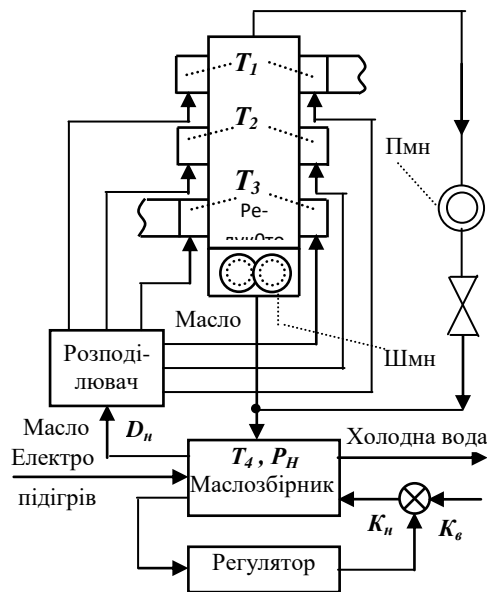 T₁
T₂
Пмн
T₃
Ре-
Масло
Шмн
Розподі-
лювач
Масло
Dн
Холодна вода
Електро
T₄ , PН
підігрів
Маслозбірник
Kн
Kв
Регулятор